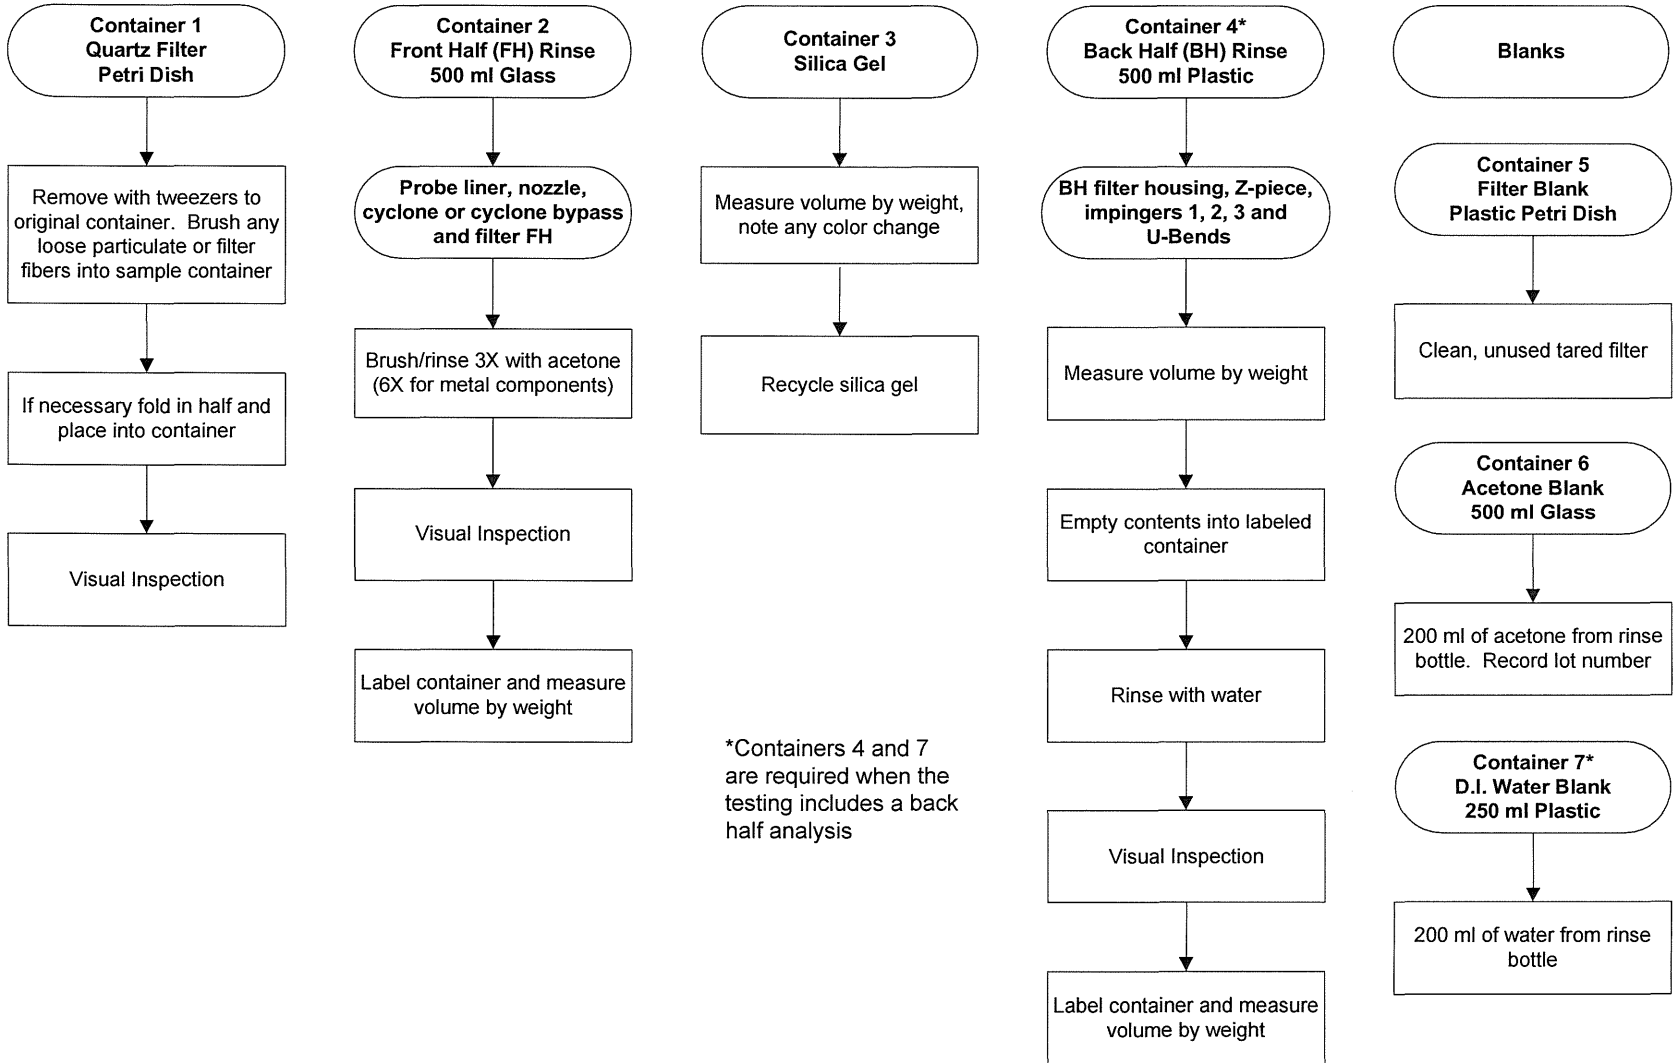 Container 1
Quartz Filter
Petri Dish
Remove with tweezers to
original container. Brush any
loose particulate or filter
fibers into sample container
If necessary fold in half and
place into container
Visual Inspection
Container 2
Front Half (FH) Rinse
500 ml Glass
Probe liner, nozzle,
cyclone or cyclone bypass
and filter FH
Brush/rinse 3X with acetone
(6X for metal components)
Visual Inspection
Label container and measure
volume by weight
Container 3
Silica Gel
Measure volume by weight,
note any color change
Recycle silica gel
*Containers 4 and 7
are required when the
testing includes a back
half analysis
Container 4*
Back Half (BH) Rinse
500 ml Plastic
BH filter housing, Z-piece,
impingers 1, 2, 3 and
U-Bends
Measure volume by weight
Empty contents into labeled
container
Rinse with water
Visual Inspection
Label container and measure
volume by weight
Blanks
Container 5
Filter Blank
Plastic Petri Dish
Clean, unused tared filter
Container 6
Acetone Blank
500 ml Glass
200 ml of acetone from rinse
bottle. Record lot number
Container 7*
D.I. Water Blank
250 ml Plastic
200 ml of water from rinse
bottle